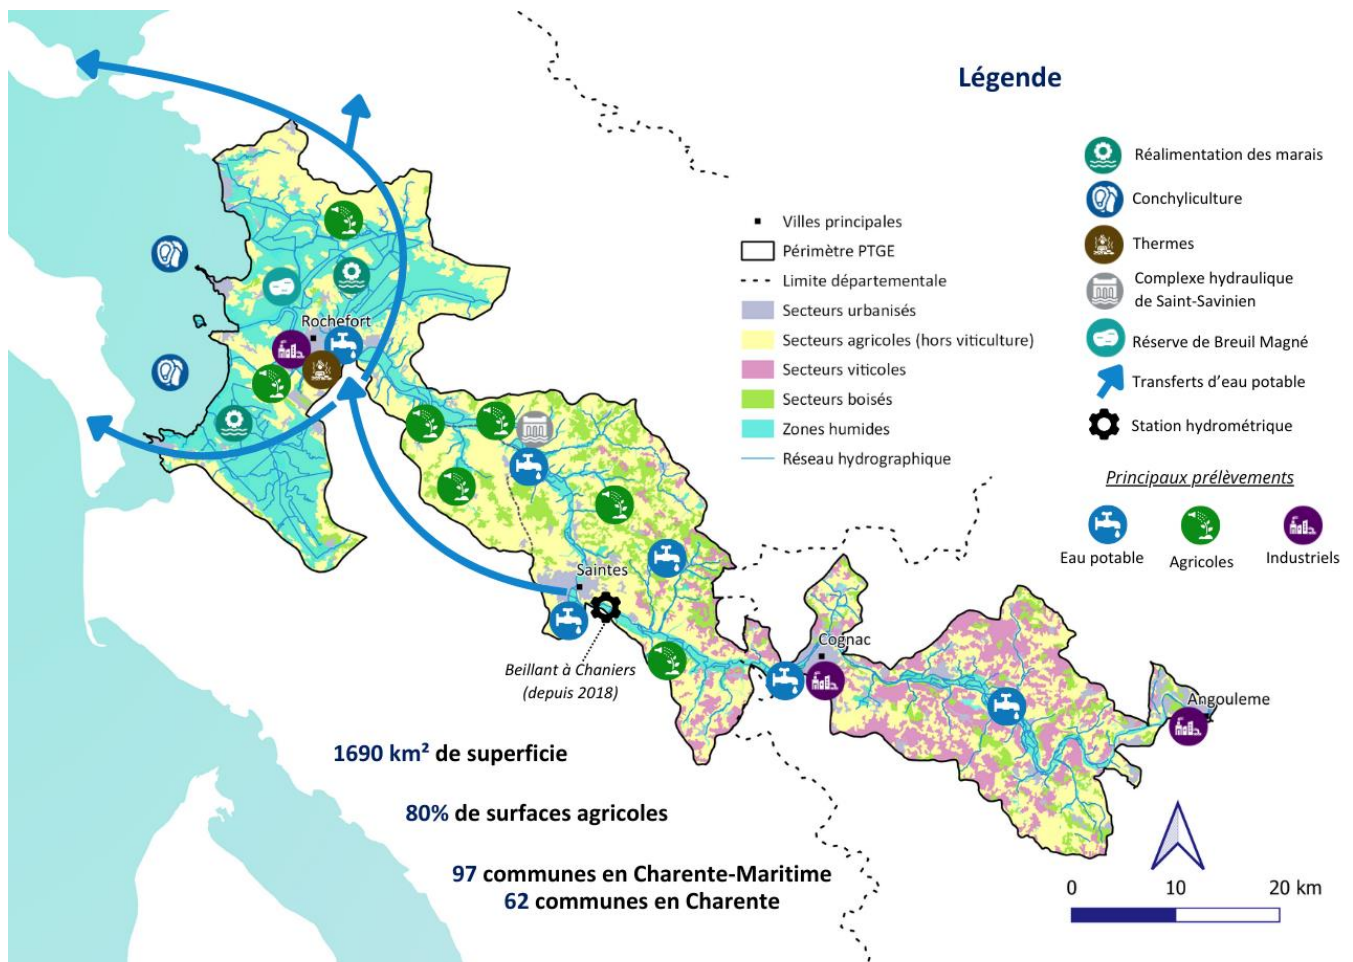 Légende
Réalimentation des marais
Conchyliculture
Thermes
Complexe hydraulique
de Saint-Savinien
Réserve de Breuil Magné
Transferts d'eau potable
Station hydrométrique
Villes principales
Périmètre PTGE
Limite départementale
Secteurs urbanisés
Secteurs agricoles (hors viticulture)
Secteurs viticoles
Secteurs boisés
Zones humides
Réseau hydrographique
Principaux prélèvements
Eau potable
Agricoles
Industriels
Rochefort
Saintes
Beillant à Chaniers
(depuis 2018)
Cognac
Angouleme
1690 km² de superficie
80% de surfaces agricoles
97 communes en Charente-Maritime
62 communes en Charente
0 10 20 km